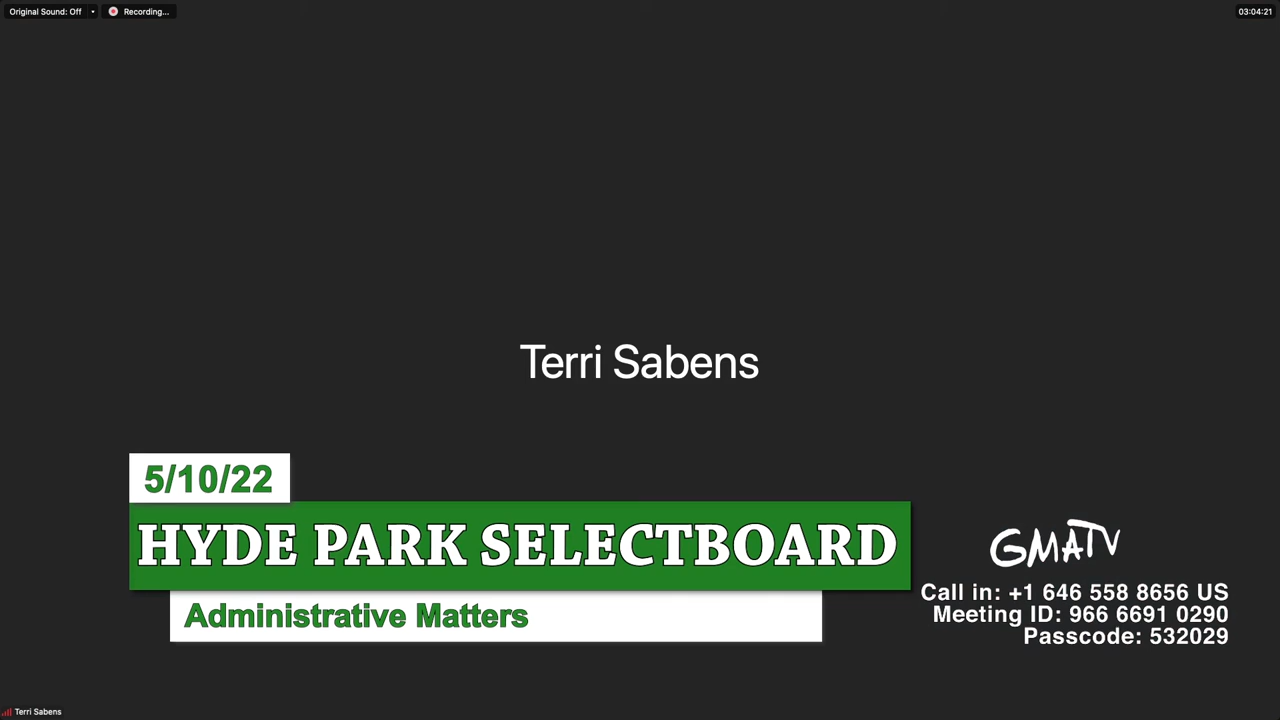 Original Sound: Off
Recording...
03:04:21
Terri Sabens
5/10/22
HYDE PARK SELECTBOARD
Administrative Matters
GMATV
Call in: +1 646 558 8656 US
Meeting ID: 966 6691 0290
Passcode: 532029
Terri Sabens